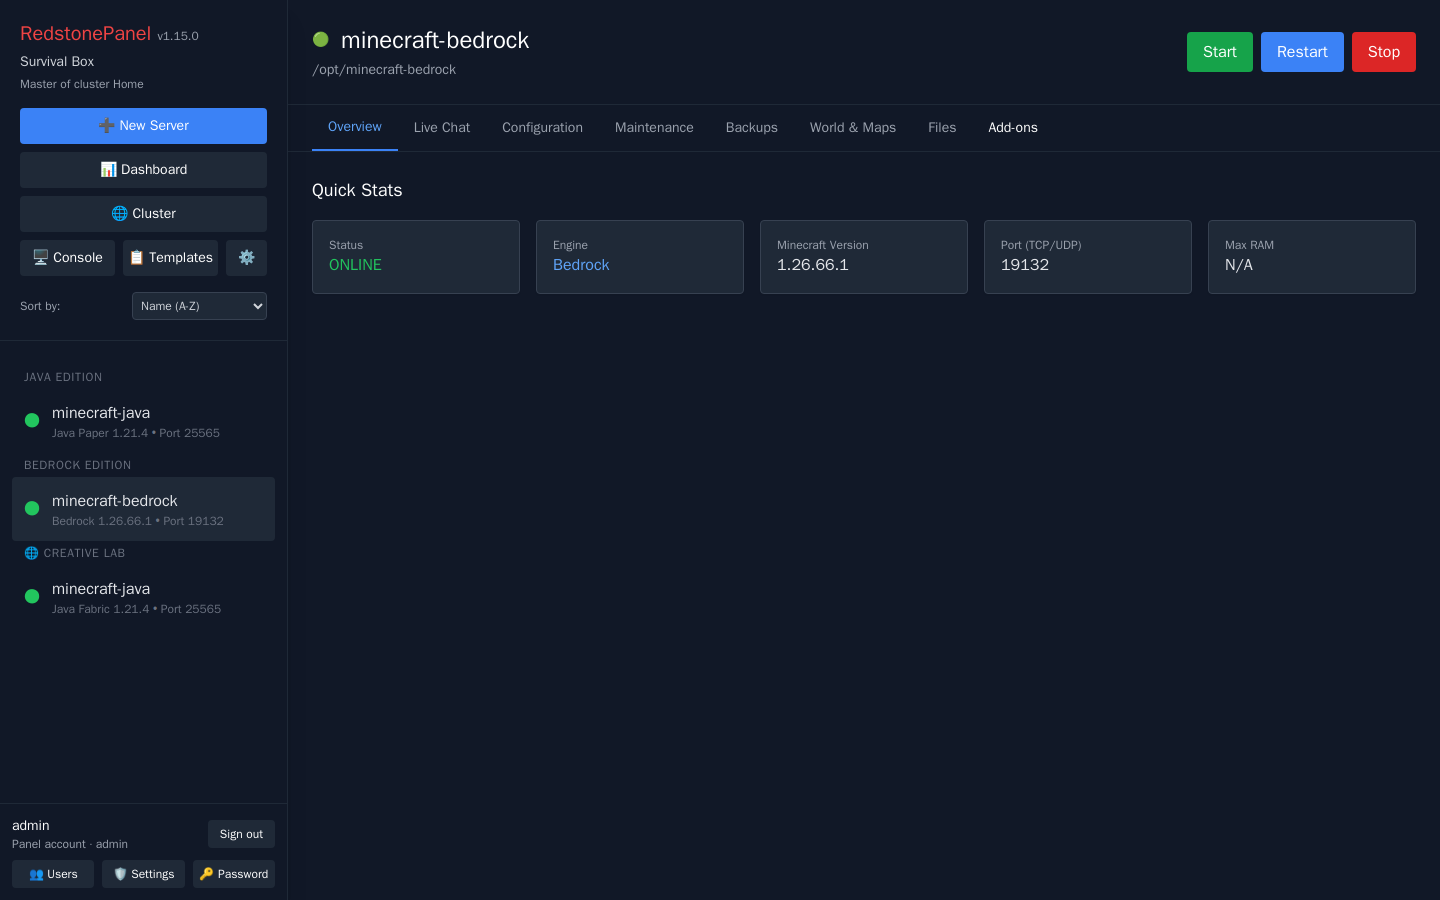 RedstonePanel v1.15.0
Survival Box
Master of cluster Home
➕ New Server
📊 Dashboard
🌐 Cluster
🖥️ Console
📋 Templates
⚙️
Sort by:
Name (A-Z)
JAVA EDITION
minecraft-java
Java Paper 1.21.4 • Port 25565
BEDROCK EDITION
minecraft-bedrock
Bedrock 1.26.66.1 • Port 19132
🌐 CREATIVE LAB
minecraft-java
Java Fabric 1.21.4 • Port 25565
admin
Panel account · admin
Sign out
👥 Users
🛡️ Settings
🔑 Password
minecraft-bedrock
/opt/minecraft-bedrock
Start
Restart
Stop
Overview
Live Chat
Configuration
Maintenance
Backups
World & Maps
Files
Add-ons
Quick Stats
Status
ONLINE
Engine
Bedrock
Minecraft Version
1.26.66.1
Port (TCP/UDP)
19132
Max RAM
N/A